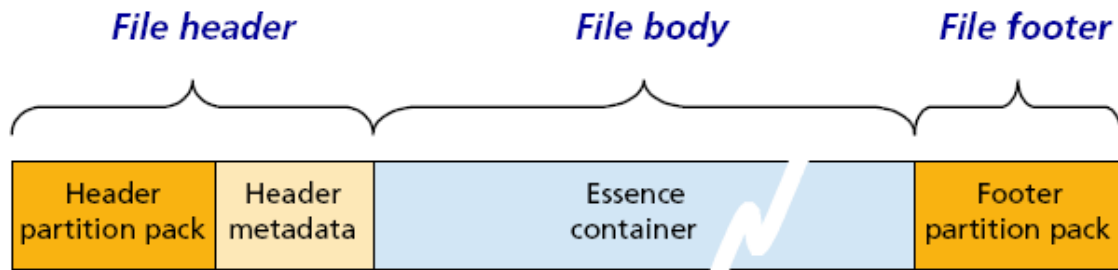 File header
File body
File footer
Header
partition pack
Header
metadata
Essence
container
Footer
partition pack